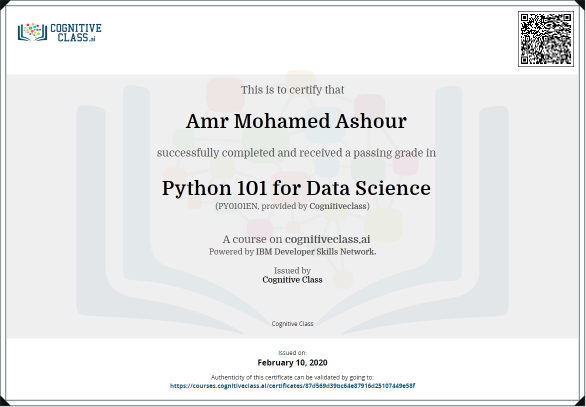 COGNITIVE
CLASS.ai
This is to certify that
Amr Mohamed Ashour
successfully completed and received a passing grade in
Python 101 for Data Science
(PY0101EN, provided by Cognitiveclass)
A course on cognitiveclass.ai
Powered by IBM Developer Skills Network.
Issued by
Cognitive Class
Cognitive Class
Issued on:
February 10, 2020
Authenticity of this certificate can be validated by going to:
https://courses.cognitiveclass.ai/certificates/87d569d39bc64e87916d25107449e58f